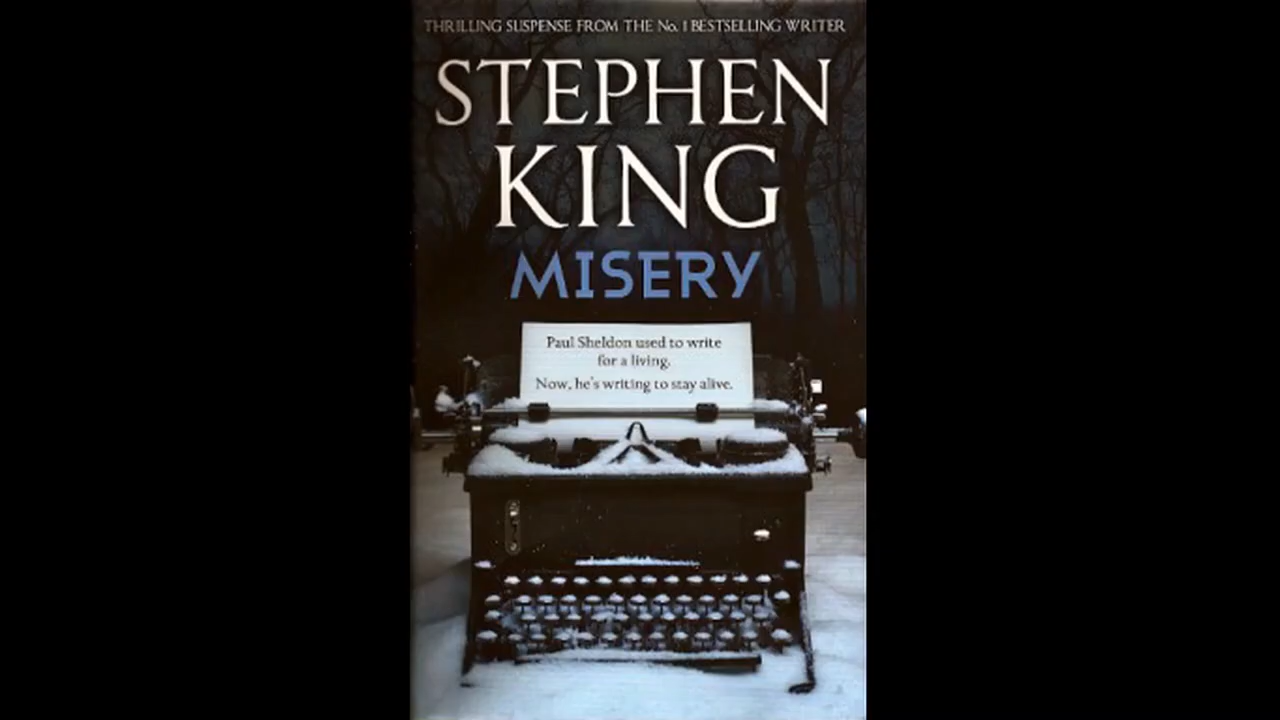 THRILLING SUSPENSE FROM THE No. 1 BESTSELLING WRITER
STEPHEN
KING
MISERY
Paul Sheldon used to write
for a living.
Now, he's writing to stay alive.